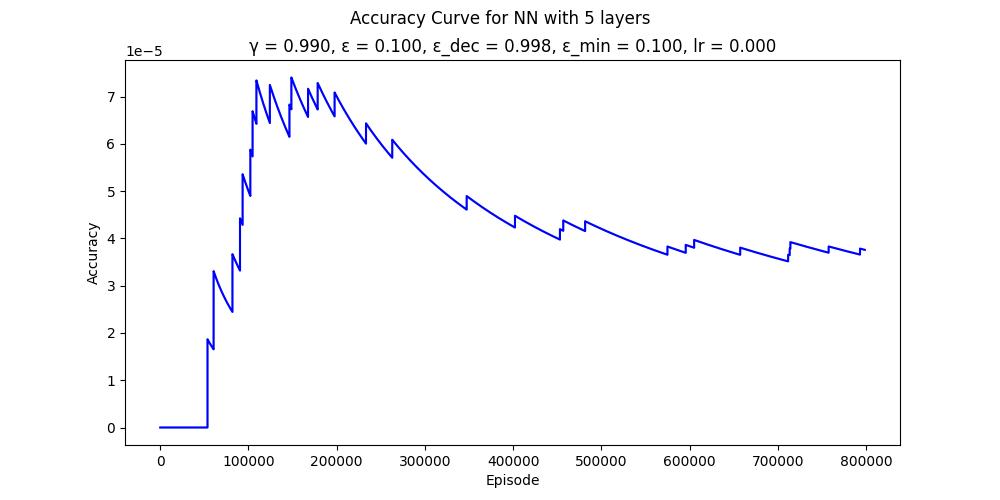 Accuracy Curve for NN with 5 layers
γ = 0.990, ε = 0.100, ε_dec = 0.998, ε_min = 0.100, lr = 0.000
1e−5
7
6
5
4
3
2
1
0
Accuracy
0 100000 200000 300000 400000 500000 600000 700000 800000
Episode